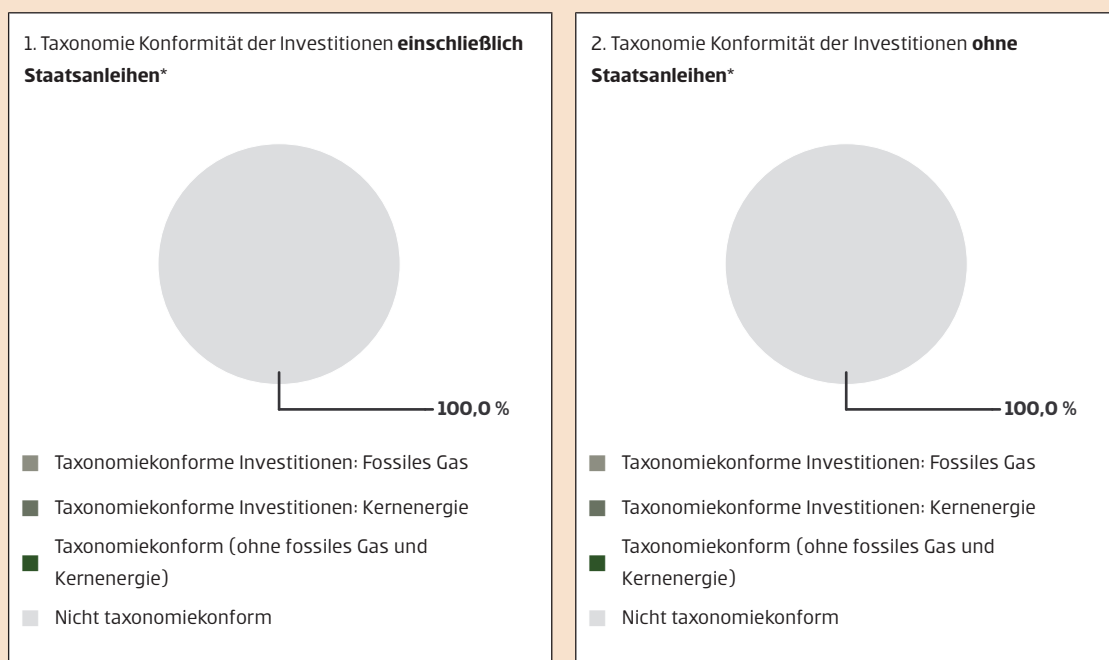 1. Taxonomie Konformität der Investitionen einschließlich
Staatsanleihen*
100,0 %
Taxonomiekonforme Investitionen: Fossiles Gas
Taxonomiekonforme Investitionen: Kernenergie
Taxonomiekonform (ohne fossiles Gas und
Kernenergie)
Nicht taxonomiekonform
2. Taxonomie Konformität der Investitionen ohne
Staatsanleihen*
100,0 %
Taxonomiekonforme Investitionen: Fossiles Gas
Taxonomiekonforme Investitionen: Kernenergie
Taxonomiekonform (ohne fossiles Gas und
Kernenergie)
Nicht taxonomiekonform